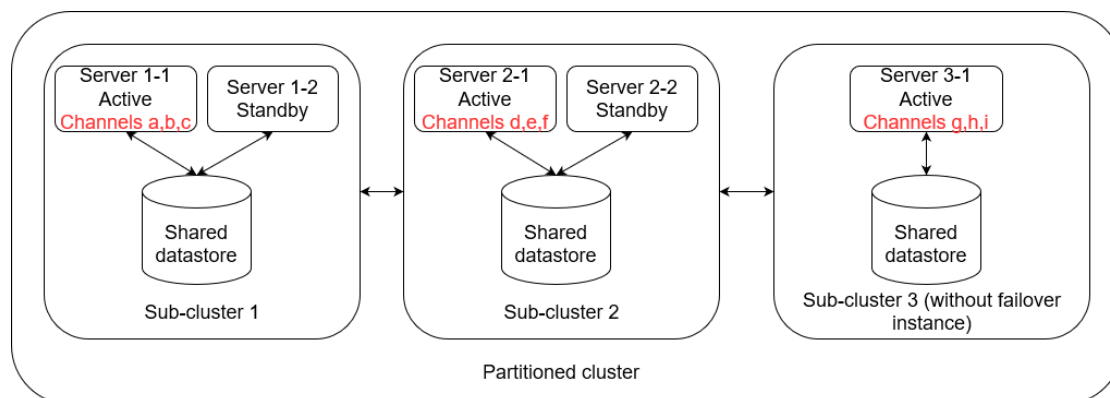 Server 1-1
Active
Channels a,b,c
Server 1-2
Standby
Shared
datastore
Sub-cluster 1
Server 2-1
Active
Channels d,e,f
Server 2-2
Standby
Shared
datastore
Sub-cluster 2
Server 3-1
Active
Channels g,h,i
Shared
datastore
Sub-cluster 3 (without failover
instance)
Partitioned cluster